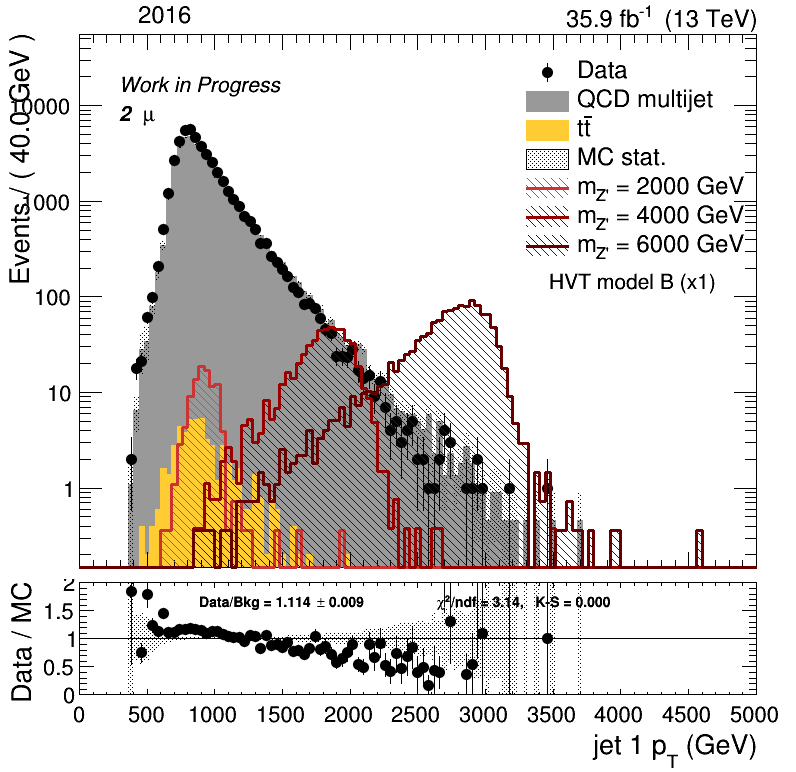 2016 35.9 fb⁻¹ (13 TeV)
Events / ( 40.0 GeV )
Work in Progress
2 μ
Data
QCD multijet
tt̄
MC stat.
m_Z' = 2000 GeV
m_Z' = 4000 GeV
m_Z' = 6000 GeV
HVT model B (x1)
10000
1000
100
10
1
Data / MC
Data/Bkg = 1.114 ± 0.009 χ²/ndf = 3.14, K-S = 0.000
2
1.5
1
0.5
0
0 500 1000 1500 2000 2500 3000 3500 4000 4500 5000
jet 1 p_T (GeV)